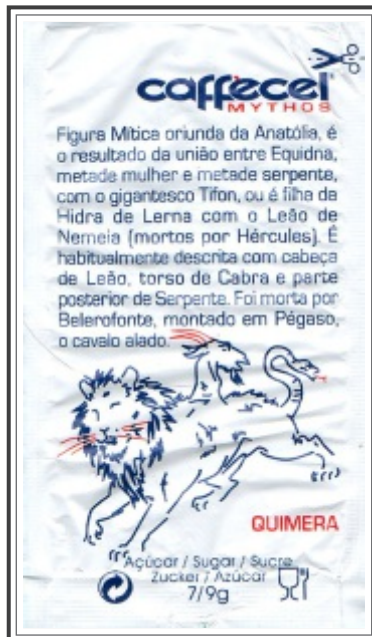 caffècel
MYTHOS
Figura Mítica oriunda da Anatólia, é
o resultado da união entre Equidna,
metade mulher e metade serpente,
com o gigantesco Tifon, ou é filha da
Hidra de Lerna com o Leão de
Nemeia (mortos por Hércules). É
habitualmente descrita com cabeça
de Leão, torso de Cabra e parte
posterior de Serpente. Foi morta por
Belerofonte, montado em Pégaso,
o cavalo alado.
QUIMERA
Açúcar / Sugar / Sucre
Zucker / Azúcar
7/9g